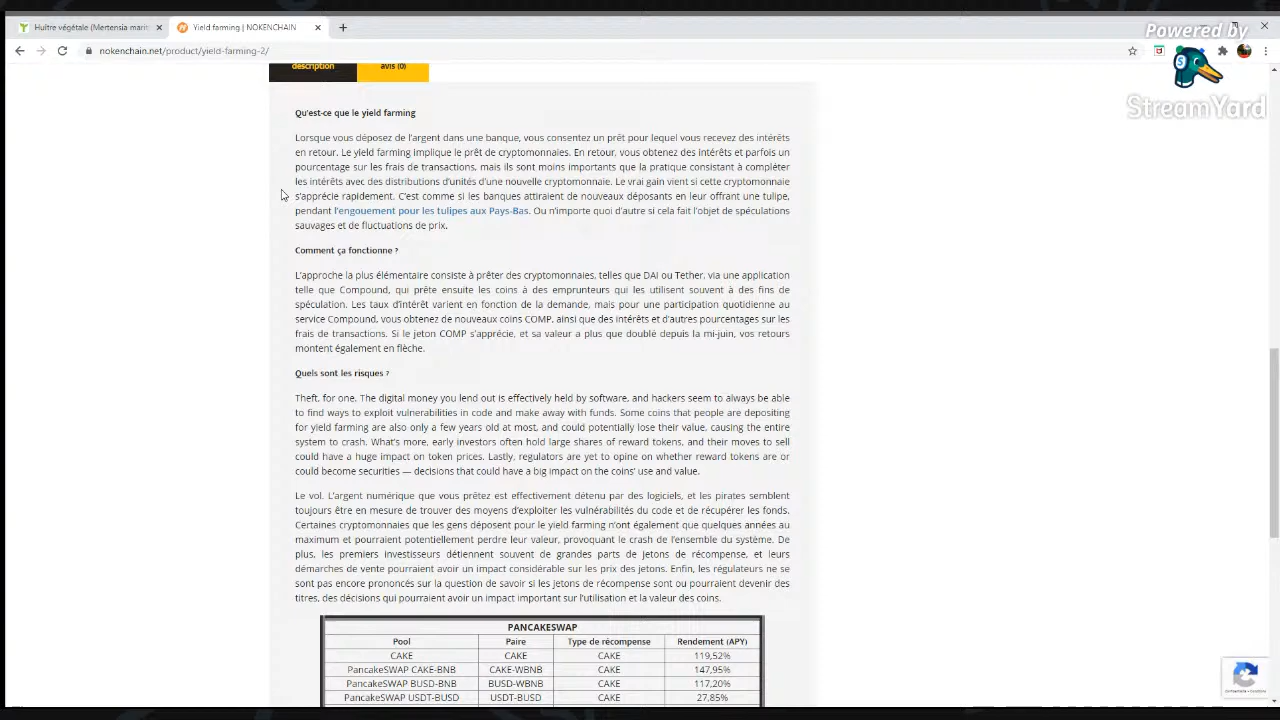 Huître végétale (Mertensia marit
Yield farming | NOKENCHAIN
nokenchain.net/product/yield-farming-2/
Powered by
StreamYard
description
avis (0)
Qu'est-ce que le yield farming
Lorsque vous déposez de l'argent dans une banque, vous consentez un prêt pour lequel vous recevez des intérêts
en retour. Le yield farming implique le prêt de cryptomonnaies. En retour, vous obtenez des intérêts et parfois un
pourcentage sur les frais de transactions, mais ils sont moins importants que la pratique consistant à compléter
les intérêts avec des distributions d'unités d'une nouvelle cryptomonnaie. Le vrai gain vient si cette cryptomonnaie
s'apprécie rapidement. C'est comme si les banques attiraient de nouveaux déposants en leur offrant une tulipe,
pendant l'engouement pour les tulipes aux Pays-Bas. Ou n'importe quoi d'autre si cela fait l'objet de spéculations
sauvages et de fluctuations de prix.
Comment ça fonctionne ?
L'approche la plus élémentaire consiste à prêter des cryptomonnaies, telles que DAI ou Tether, via une application
telle que Compound, qui prête ensuite les coins à des emprunteurs qui les utilisent souvent à des fins de
spéculation. Les taux d'intérêt varient en fonction de la demande, mais pour une participation quotidienne au
service Compound, vous obtenez de nouveaux coins COMP, ainsi que des intérêts et d'autres pourcentages sur les
frais de transactions. Si le jeton COMP s'apprécie, et sa valeur a plus que doublé depuis la mi-juin, vos retours
montent également en flèche.
Quels sont les risques ?
Theft, for one. The digital money you lend out is effectively held by software, and hackers seem to always be able
to find ways to exploit vulnerabilities in code and make away with funds. Some coins that people are depositing
for yield farming are also only a few years old at most, and could potentially lose their value, causing the entire
system to crash. What's more, early investors often hold large shares of reward tokens, and their moves to sell
could have a huge impact on token prices. Lastly, regulators are yet to opine on whether reward tokens are or
could become securities — decisions that could have a big impact on the coins' use and value.
Le vol. L'argent numérique que vous prêtez est effectivement détenu par des logiciels, et les pirates semblent
toujours être en mesure de trouver des moyens d'exploiter les vulnérabilités du code et de récupérer les fonds.
Certaines cryptomonnaies que les gens déposent pour le yield farming n'ont également que quelques années au
maximum et pourraient potentiellement perdre leur valeur, provoquant le crash de l'ensemble du système. De
plus, les premiers investisseurs détiennent souvent de grandes parts de jetons de récompense, et leurs
démarches de vente pourraient avoir un impact considérable sur les prix des jetons. Enfin, les régulateurs ne se
sont pas encore prononcés sur la question de savoir si les jetons de récompense sont ou pourraient devenir des
titres, des décisions qui pourraient avoir un impact important sur l'utilisation et la valeur des coins.
PANCAKESWAP
Pool Paire Type de récompense Rendement (APY)
CAKE CAKE CAKE 119,52%
PancakeSWAP CAKE-BNB CAKE-WBNB CAKE 147,95%
PancakeSWAP BUSD-BNB BUSD-WBNB CAKE 117,20%
PancakeSWAP USDT-BUSD USDT-BUSD CAKE 27,85%